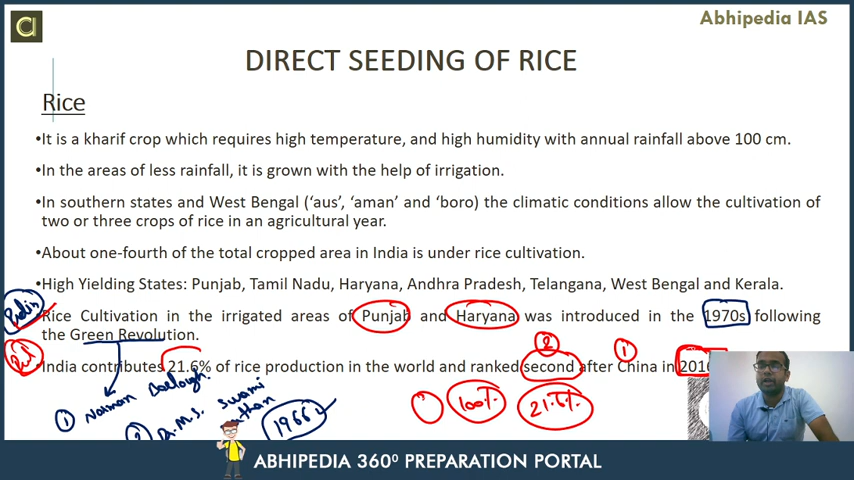 Abhipedia IAS
DIRECT SEEDING OF RICE
Rice
•It is a kharif crop which requires high temperature, and high humidity with annual rainfall above 100 cm.
•In the areas of less rainfall, it is grown with the help of irrigation.
•In southern states and West Bengal (‘aus’, ‘aman’ and ‘boro) the climatic conditions allow the cultivation of
two or three crops of rice in an agricultural year.
•About one-fourth of the total cropped area in India is under rice cultivation.
•High Yielding States: Punjab, Tamil Nadu, Haryana, Andhra Pradesh, Telangana, West Bengal and Kerala.
•Rice Cultivation in the irrigated areas of Punjab and Haryana was introduced in the 1970s following
the Green Revolution.
2
1
•India contributes 21.6% of rice production in the world and ranked second after China in 2016
1 Norman
Swami
2 Dr. M.S.
1966
100%
21.6%
ABHIPEDIA 360⁰ PREPARATION PORTAL